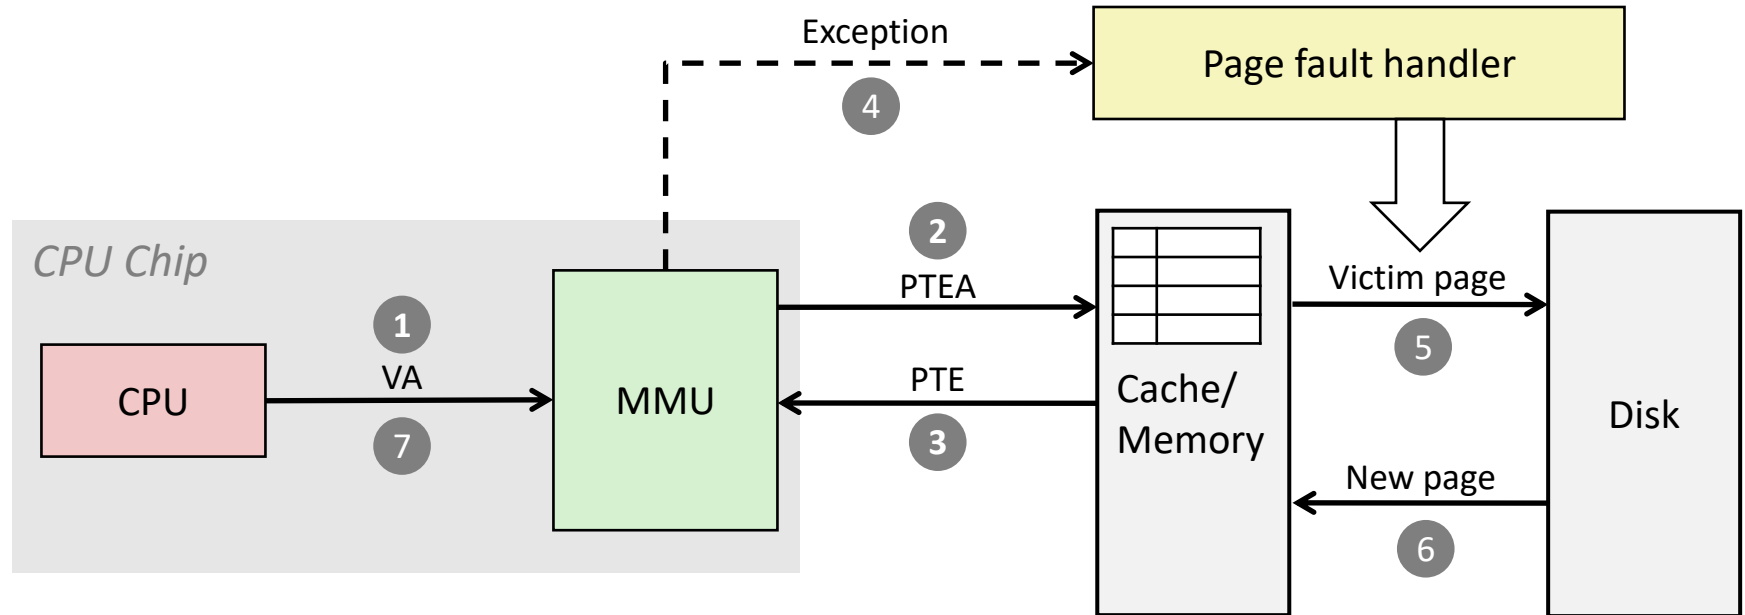 Exception
Page fault handler
4
CPU Chip
2
PTEA
Victim page
1
VA
5
CPU
MMU
PTE
Cache/
Memory
Disk
7
3
New page
6